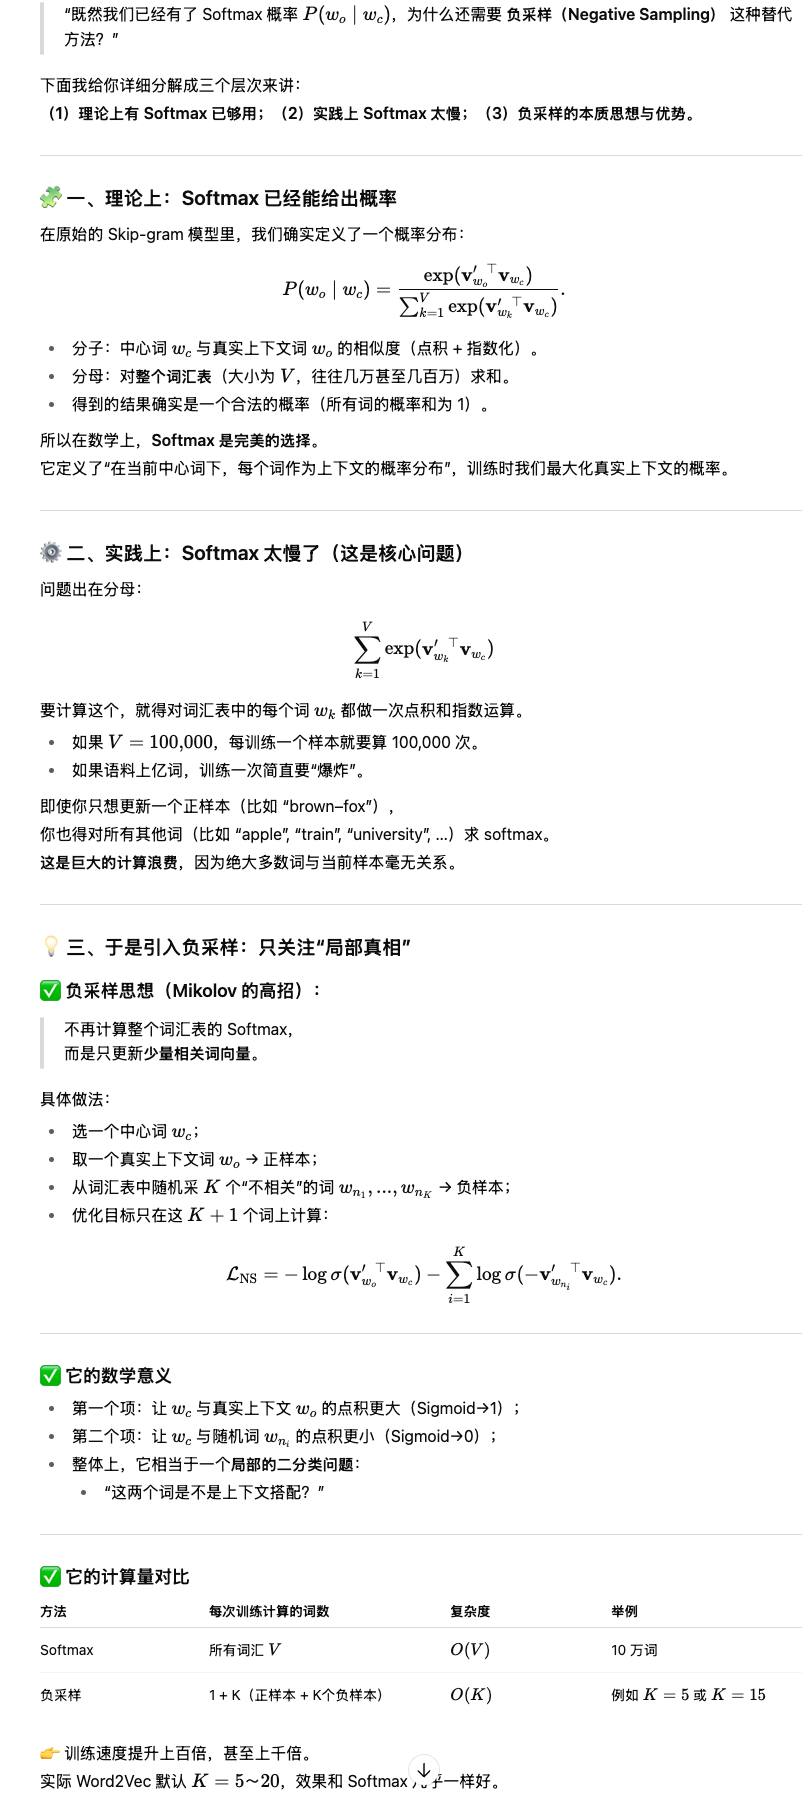 “既然我们已经有了 Softmax 概率 P(w_o | w_c)，为什么还需要 负采样（Negative Sampling） 这种替代
方法？”
下面我给你详细分解成三个层次来讲：
（1）理论上有 Softmax 已够用；（2）实践上 Softmax 太慢；（3）负采样的本质思想与优势。
🧩 一、理论上：Softmax 已经能给出概率
在原始的 Skip-gram 模型里，我们确实定义了一个概率分布：
P(w_o | w_c) = exp(v′_{w_o}^⊤ v_{w_c}) / ∑_{k=1}^{V} exp(v′_{w_k}^⊤ v_{w_c}).
• 分子：中心词 w_c 与真实上下文词 w_o 的相似度（点积 + 指数化）。
• 分母：对整个词汇表（大小为 V，往往几万甚至几百万）求和。
• 得到的结果确实是一个合法的概率（所有词的概率和为 1）。
所以在数学上，Softmax 是完美的选择。
它定义了“在当前中心词下，每个词作为上下文的概率分布”，训练时我们最大化真实上下文的概率。
⚙️ 二、实践上：Softmax 太慢了（这是核心问题）
问题出在分母：
∑_{k=1}^{V} exp(v′_{w_k}^⊤ v_{w_c})
要计算这个，就得对词汇表中的每个词 w_k 都做一次点积和指数运算。
• 如果 V = 100,000，每训练一个样本就要算 100,000 次。
• 如果语料上亿词，训练一次简直要“爆炸”。
即使你只想更新一个正样本（比如 “brown–fox”），
你也得对所有其他词（比如 “apple”, “train”, “university”, …）求 softmax。
这是巨大的计算浪费，因为绝大多数词与当前样本毫无关系。
💡 三、于是引入负采样：只关注“局部真相”
✅ 负采样思想（Mikolov 的高招）：
不再计算整个词汇表的 Softmax，
而是只更新少量相关词向量。
具体做法：
• 选一个中心词 w_c；
• 取一个真实上下文词 w_o → 正样本；
• 从词汇表中随机采 K 个“不相关”的词 w_{n_1}, …, w_{n_K} → 负样本；
• 优化目标只在这 K + 1 个词上计算：
ℒ_NS = − log σ(v′_{w_o}^⊤ v_{w_c}) − ∑_{i=1}^{K} log σ(−v′_{w_{n_i}}^⊤ v_{w_c}).
✅ 它的数学意义
• 第一个项：让 w_c 与真实上下文 w_o 的点积更大（Sigmoid→1）；
• 第二个项：让 w_c 与随机词 w_{n_i} 的点积更小（Sigmoid→0）；
• 整体上，它相当于一个局部的二分类问题：
• “这两个词是不是上下文搭配？”
✅ 它的计算量对比
方法 每次训练计算的词数 复杂度 举例
Softmax 所有词汇 V O(V) 10 万词
负采样 1 + K（正样本 + K个负样本） O(K) 例如 K = 5 或 K = 15
👉 训练速度提升上百倍，甚至上千倍。
实际 Word2Vec 默认 K = 5～20，效果和 Softmax 乎一样好。